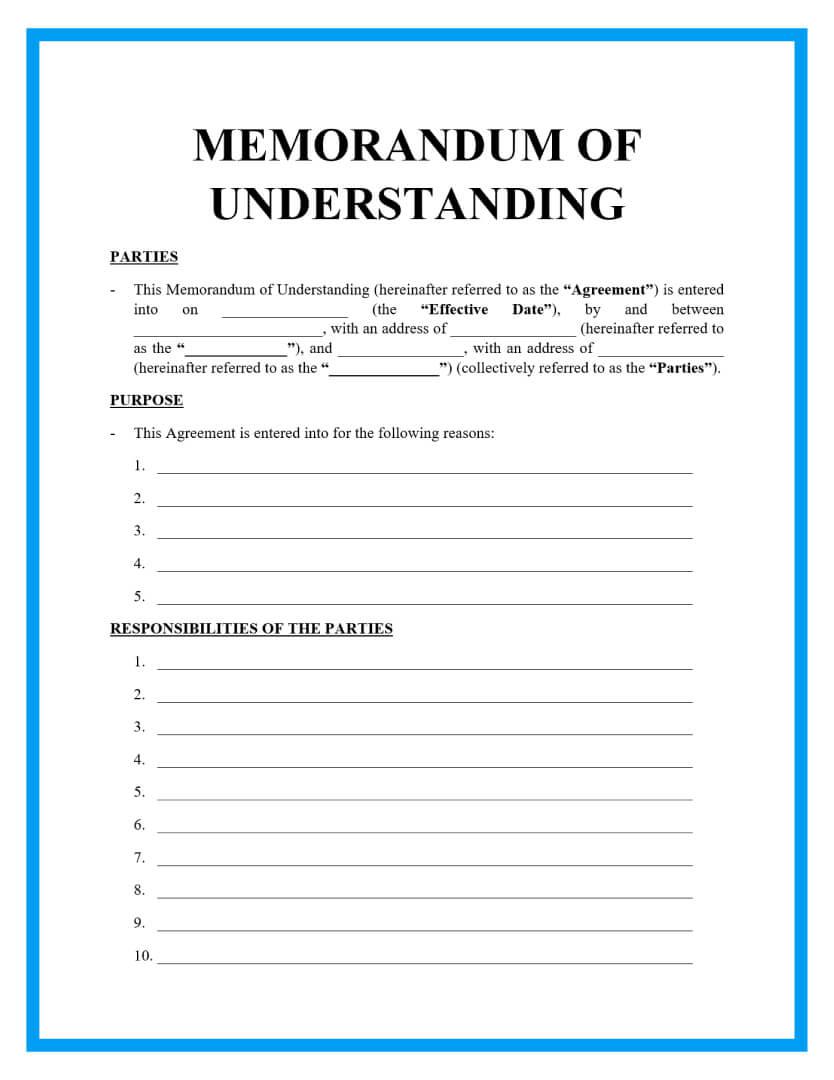 MEMORANDUM OF
UNDERSTANDING
PARTIES
- This Memorandum of Understanding (hereinafter referred to as the “Agreement”) is entered
into on ________________ (the “Effective Date”), by and between
________________________, with an address of ________________ (hereinafter referred to
as the “_____________”), and ________________, with an address of ________________
(hereinafter referred to as the “______________”) (collectively referred to as the “Parties”).
PURPOSE
- This Agreement is entered into for the following reasons:
1.
2.
3.
4.
5.
RESPONSIBILITIES OF THE PARTIES
1.
2.
3.
4.
5.
6.
7.
8.
9.
10.